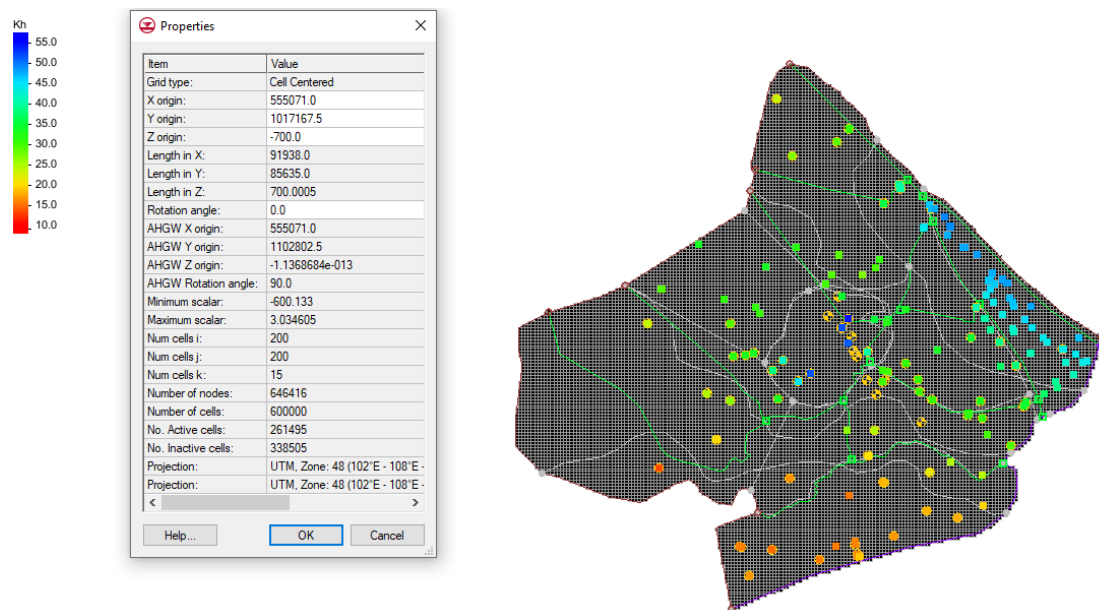 Kh
55.0
50.0
45.0
40.0
35.0
30.0
25.0
20.0
15.0
10.0
Properties
Item Value
Grid type: Cell Centered
X origin: 555071.0
Y origin: 1017167.5
Z origin: -700.0
Length in X: 91938.0
Length in Y: 85635.0
Length in Z: 700.0005
Rotation angle: 0.0
AHGW X origin: 555071.0
AHGW Y origin: 1102802.5
AHGW Z origin: -1.1368684e-013
AHGW Rotation angle: 90.0
Minimum scalar: -600.133
Maximum scalar: 3.034605
Num cells i: 200
Num cells j: 200
Num cells k: 15
Number of nodes: 646416
Number of cells: 600000
No. Active cells: 261495
No. Inactive cells: 338505
Projection: UTM, Zone: 48 (102°E - 108°E -
Projection: UTM, Zone: 48 (102°E - 108°E -
Help... OK Cancel